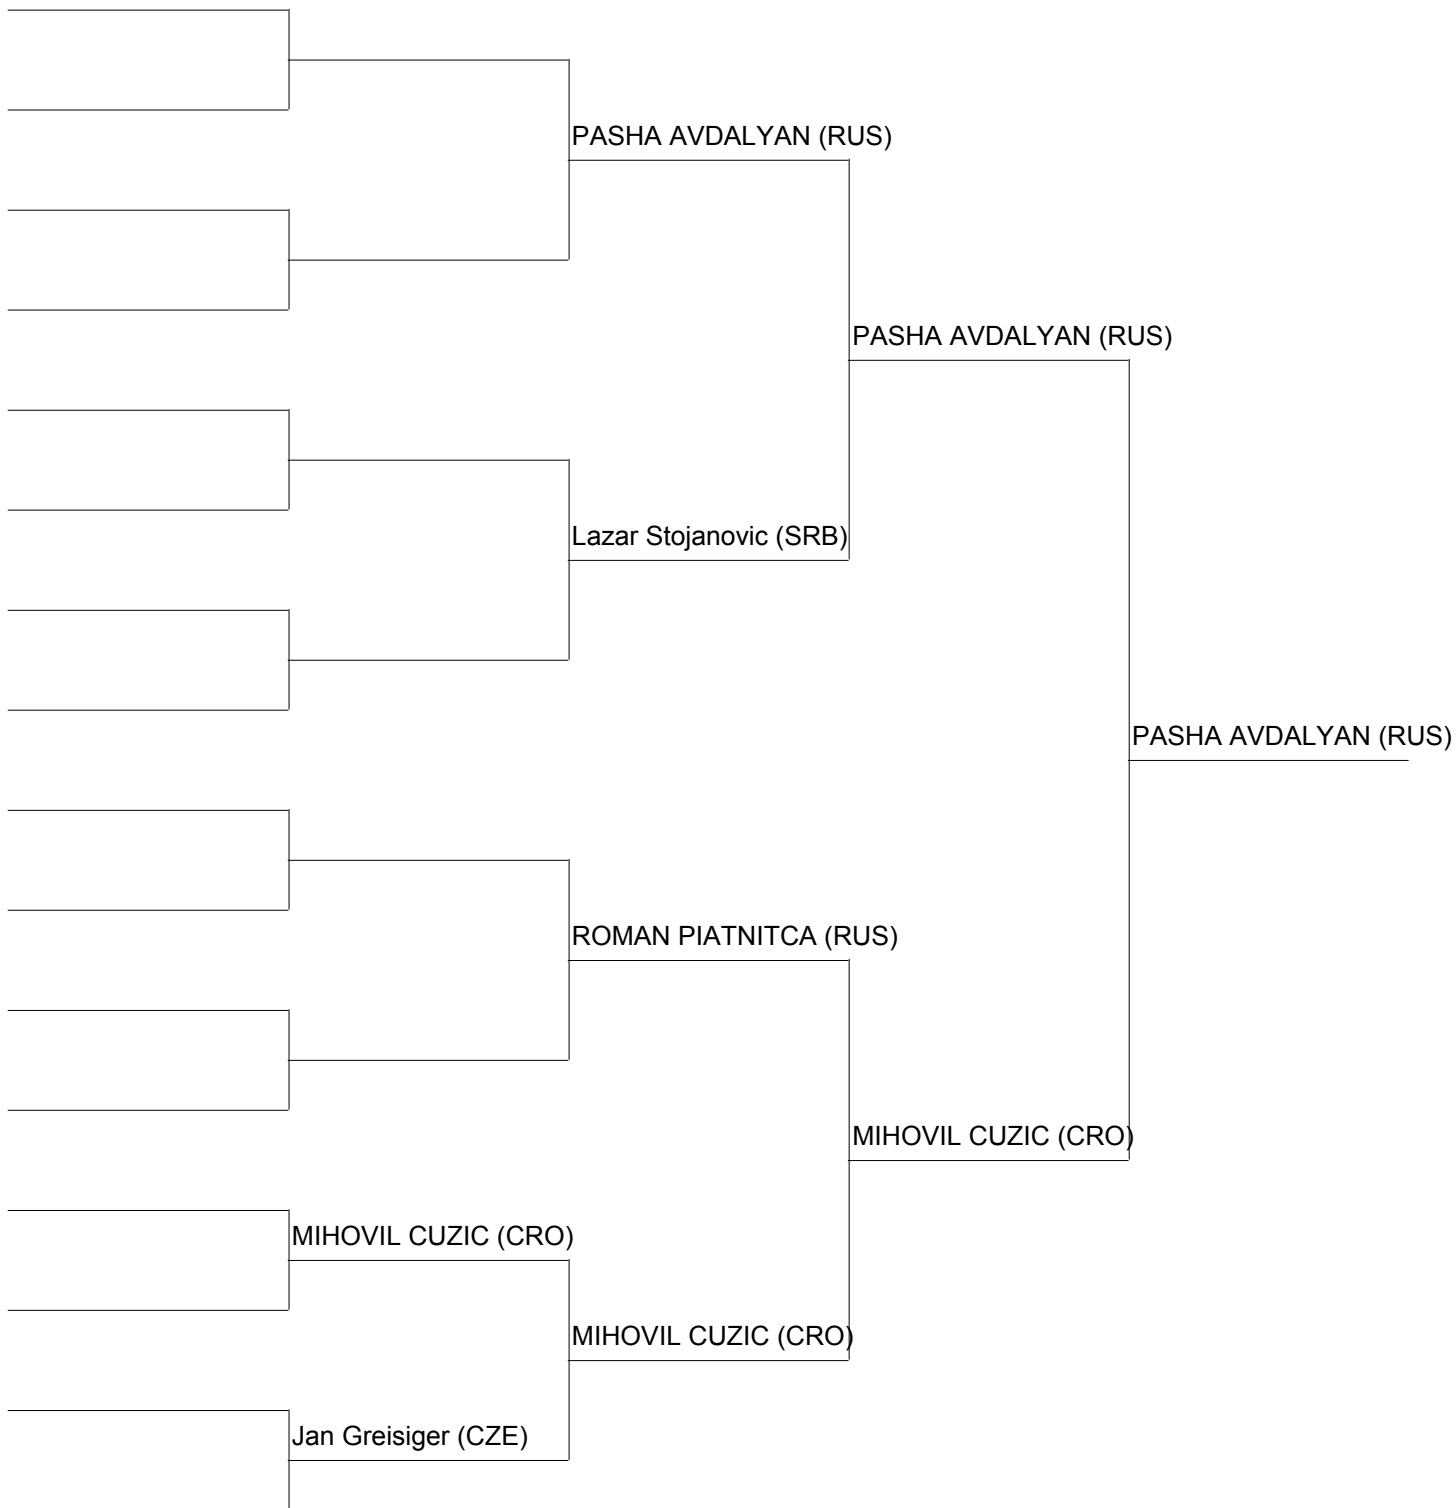 PASHA AVDALYAN (RUS)
PASHA AVDALYAN (RUS)
Lazar Stojanovic (SRB)
PASHA AVDALYAN (RUS)
ROMAN PIATNITCA (RUS)
MIHOVIL CUZIC (CRO)
MIHOVIL CUZIC (CRO)
MIHOVIL CUZIC (CRO)
Jan Greisiger (CZE)